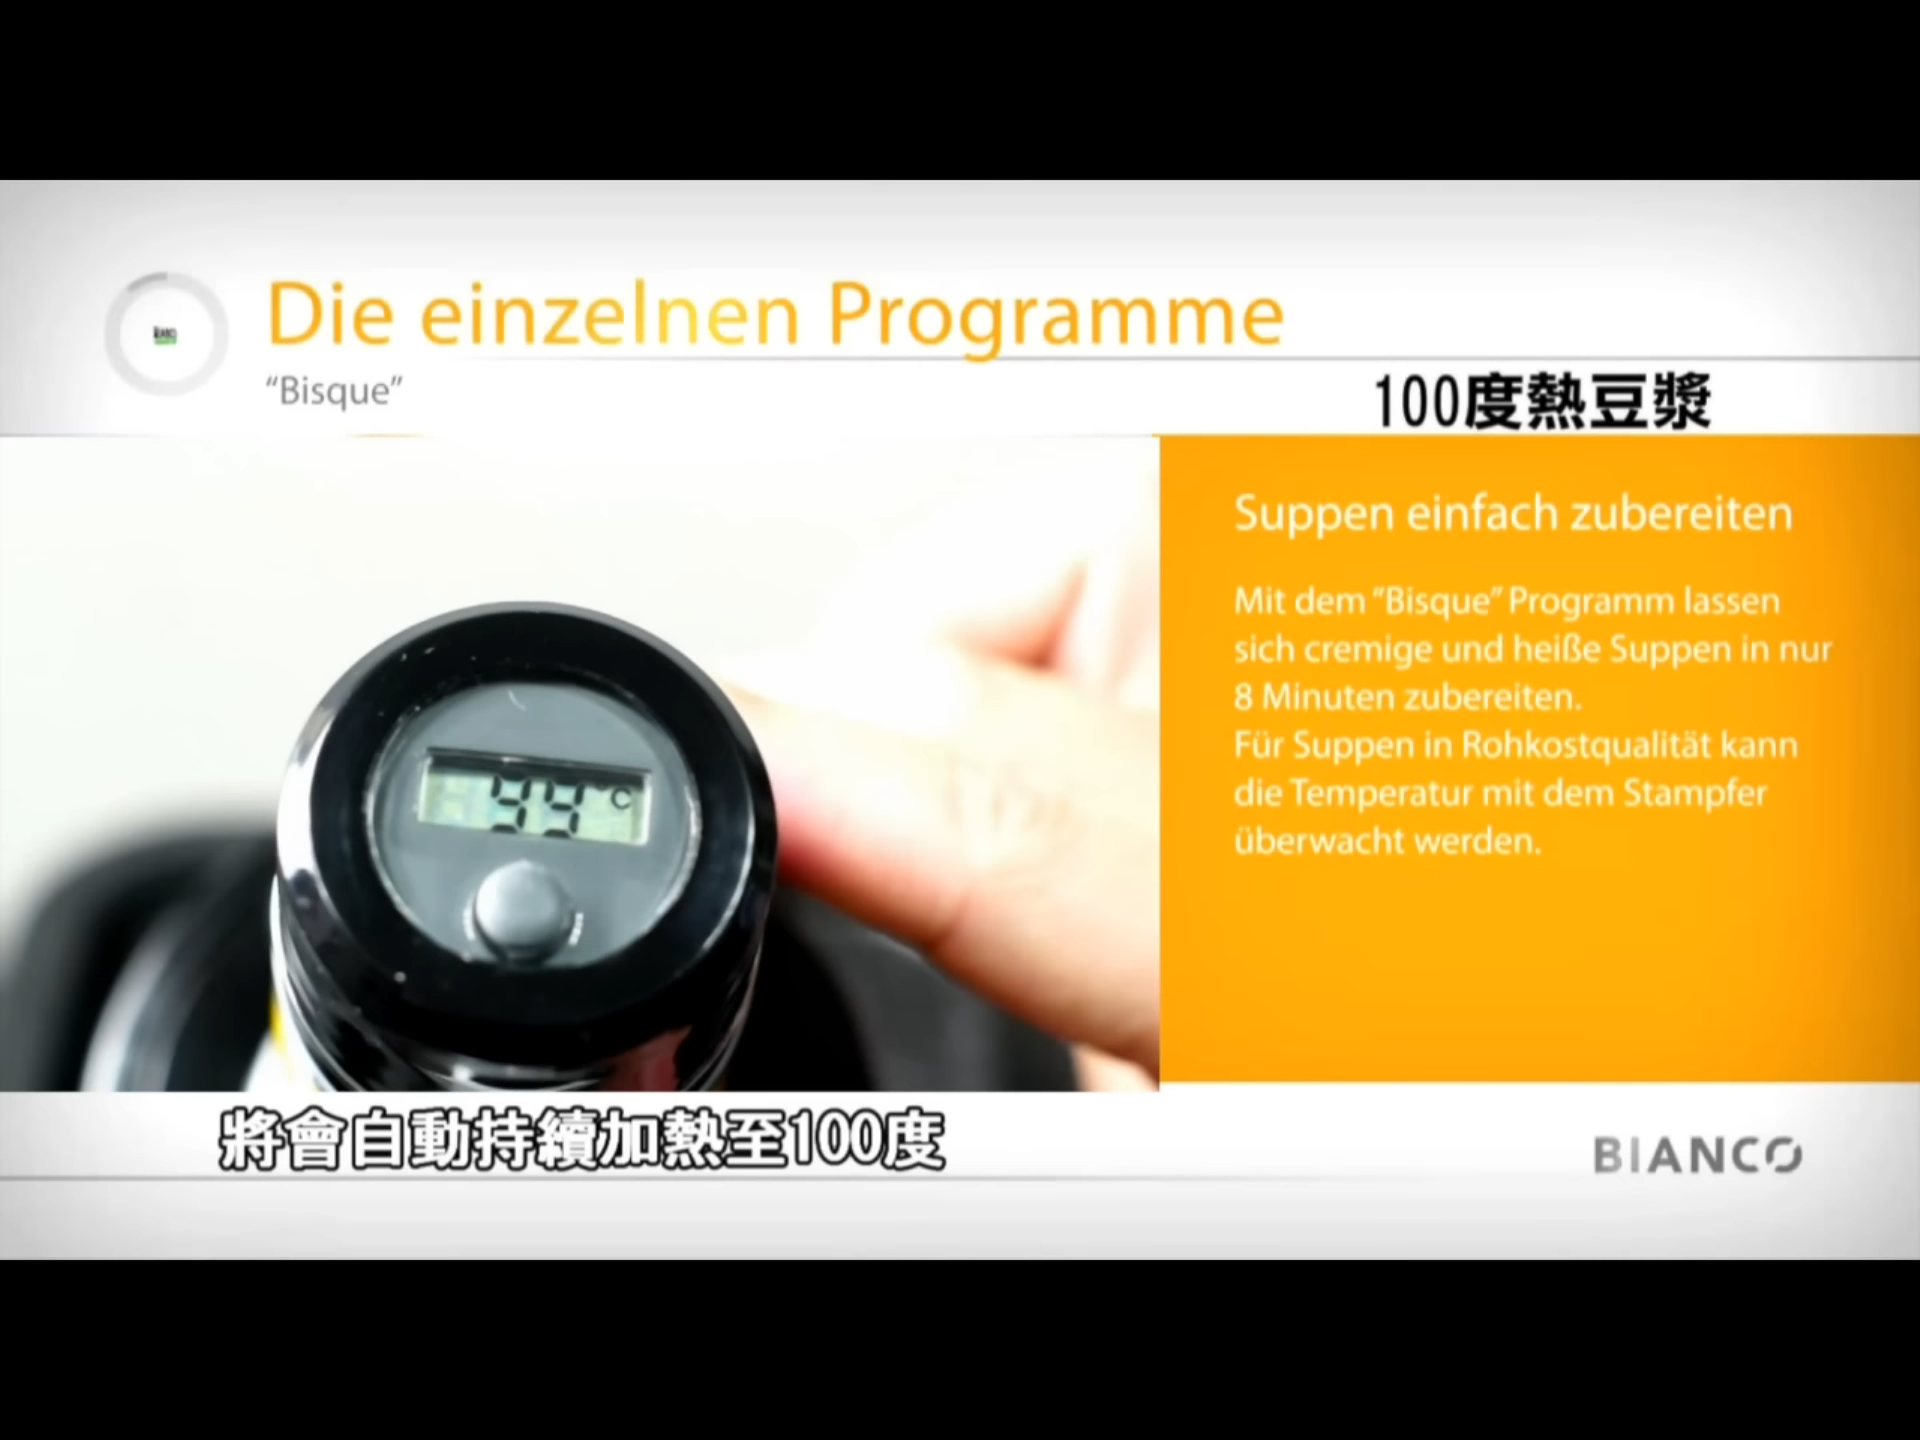 Die einzelnen Programme
“Bisque”
100度熱豆漿
Suppen einfach zubereiten
Mit dem “Bisque” Programm lassen
sich cremige und heiße Suppen in nur
8 Minuten zubereiten.
Für Suppen in Rohkostqualität kann
die Temperatur mit dem Stampfer
überwacht werden.
99 °C
將會自動持續加熱至100度
BIANCO